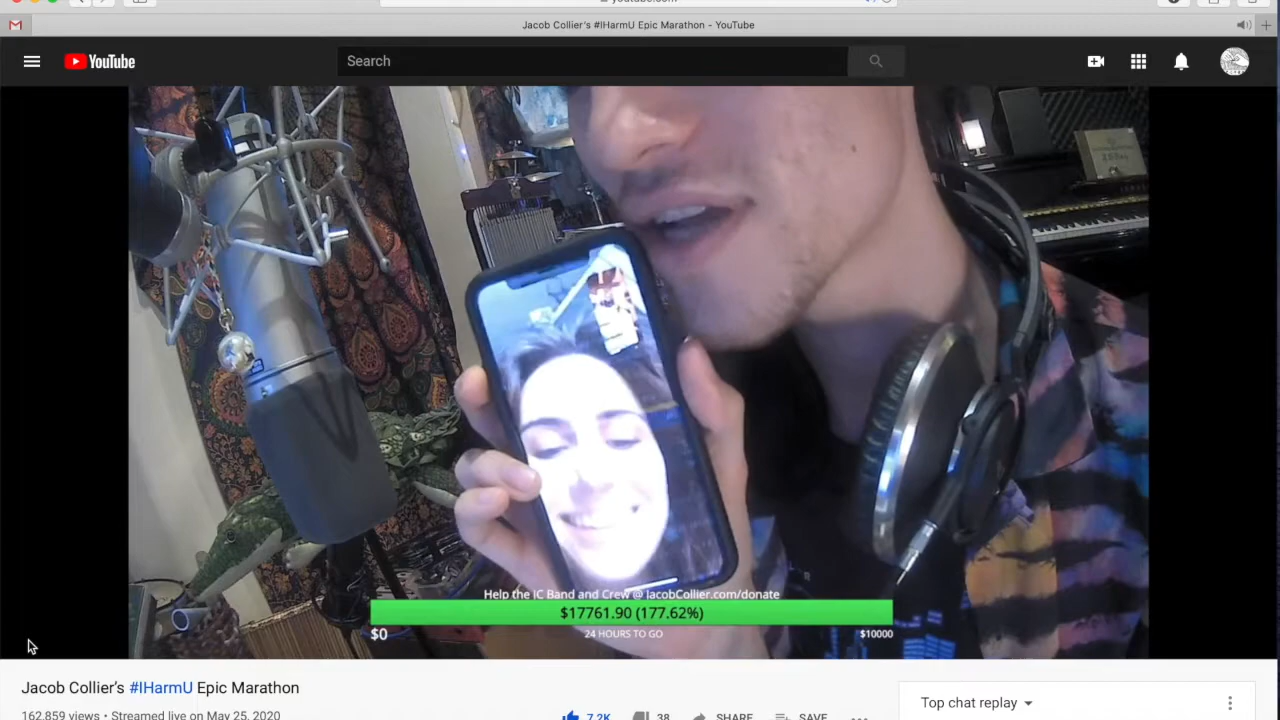 Jacob Collier's #IHarmU Epic Marathon - YouTube
YouTube
Search
Help the JC Band and Crew @ JacobCollier.com/donate
$17761.90 (177.62%)
$0
24 HOURS TO GO
$10000
Jacob Collier's #IHarmU Epic Marathon
Top chat replay
162,859 views • Streamed live on May 25, 2020
7.2K
38
SHARE
SAVE